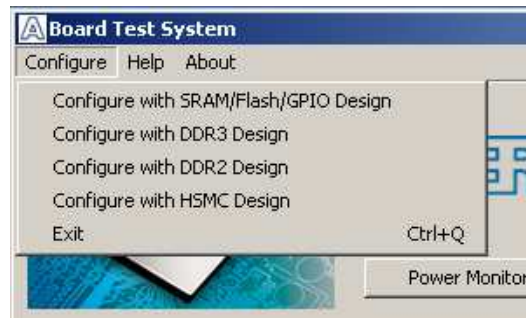 Board Test System
Configure Help About
Configure with SRAM/Flash/GPIO Design
Configure with DDR3 Design
Configure with DDR2 Design
Configure with HSMC Design
Exit Ctrl+Q
Power Monitor